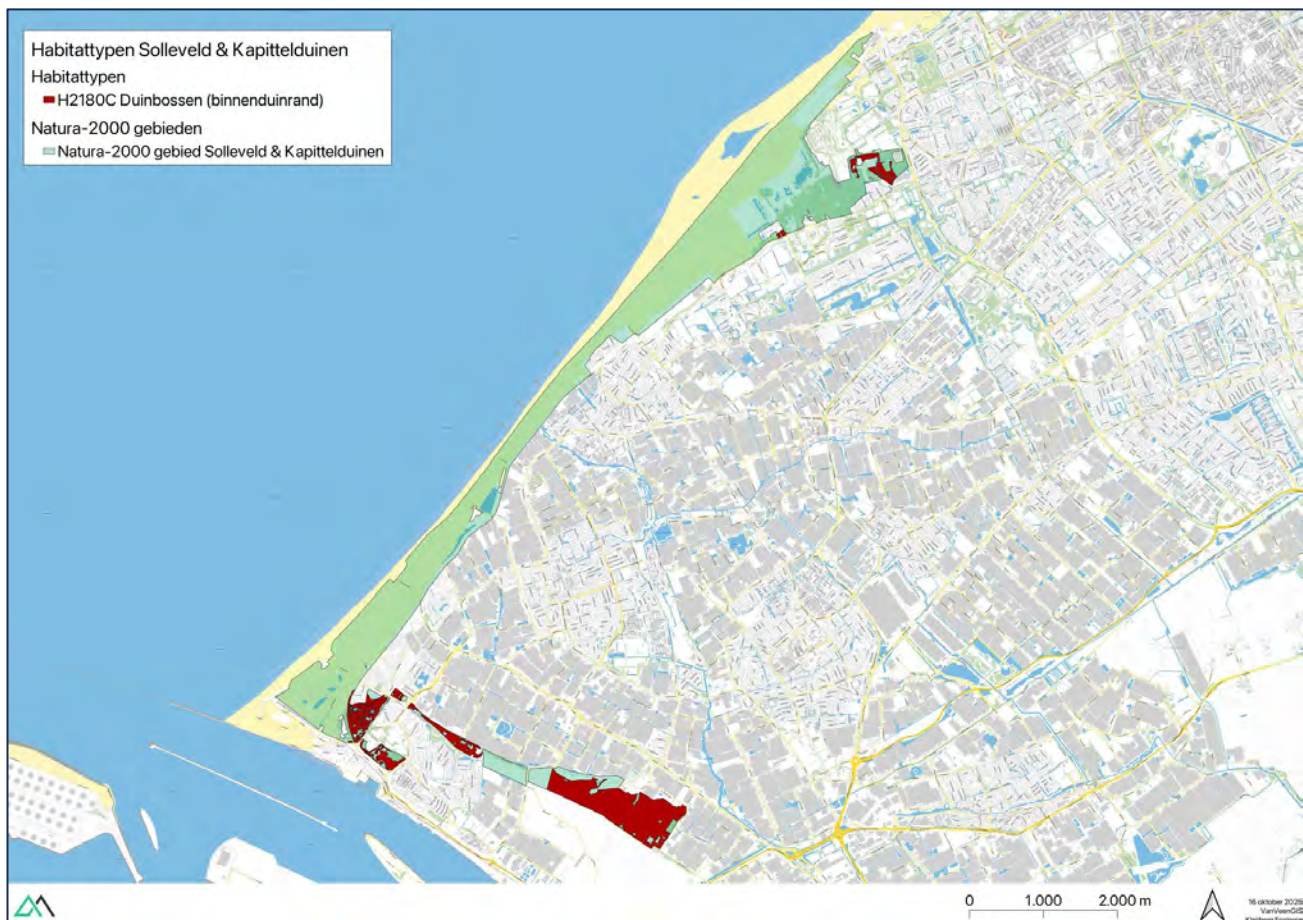 Habitattypen Solleveld & Kapittelduinen
Habitattypen
H2180C Duinbossen (binnenduinrand)
Natura-2000 gebieden
Natura-2000 gebied Solleveld & Kapittelduinen
0 1.000 2.000 m
16 oktober 2025
VanVeenGIS